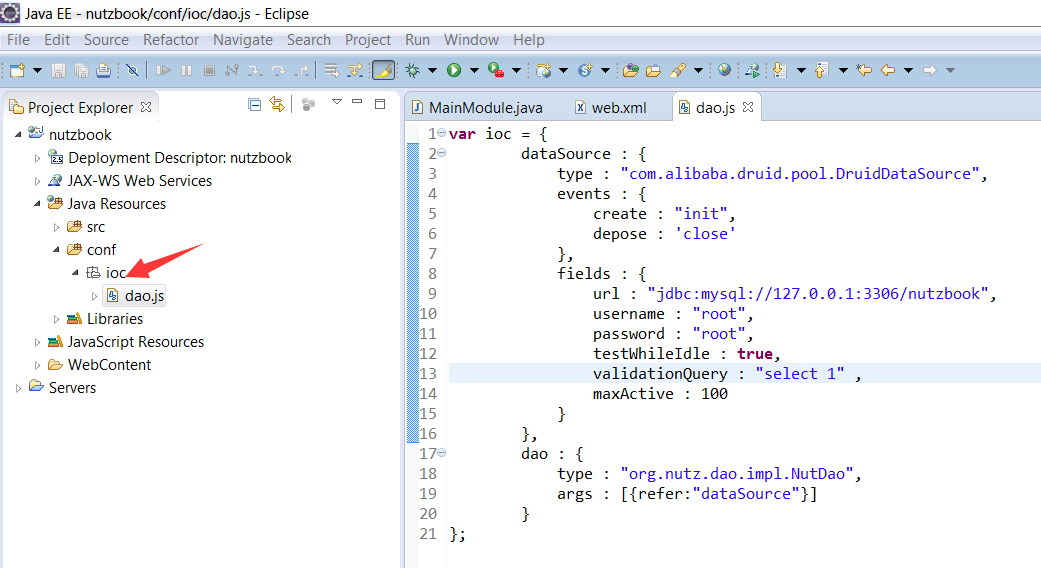 Java EE - nutzbook/conf/ioc/dao.js - Eclipse
File Edit Source Refactor Navigate Search Project Run Window Help
Project Explorer
nutzbook
Deployment Descriptor: nutzbook
JAX-WS Web Services
Java Resources
src
conf
ioc
dao.js
Libraries
JavaScript Resources
WebContent
Servers
MainModule.java web.xml dao.js
1 var ioc = {
2 dataSource : {
3 type : "com.alibaba.druid.pool.DruidDataSource",
4 events : {
5 create : "init",
6 depose : 'close'
7 },
8 fields : {
9 url : "jdbc:mysql://127.0.0.1:3306/nutzbook",
10 username : "root",
11 password : "root",
12 testWhileIdle : true,
13 validationQuery : "select 1" ,
14 maxActive : 100
15 }
16 },
17 dao : {
18 type : "org.nutz.dao.impl.NutDao",
19 args : [{refer:"dataSource"}]
20 }
21 };